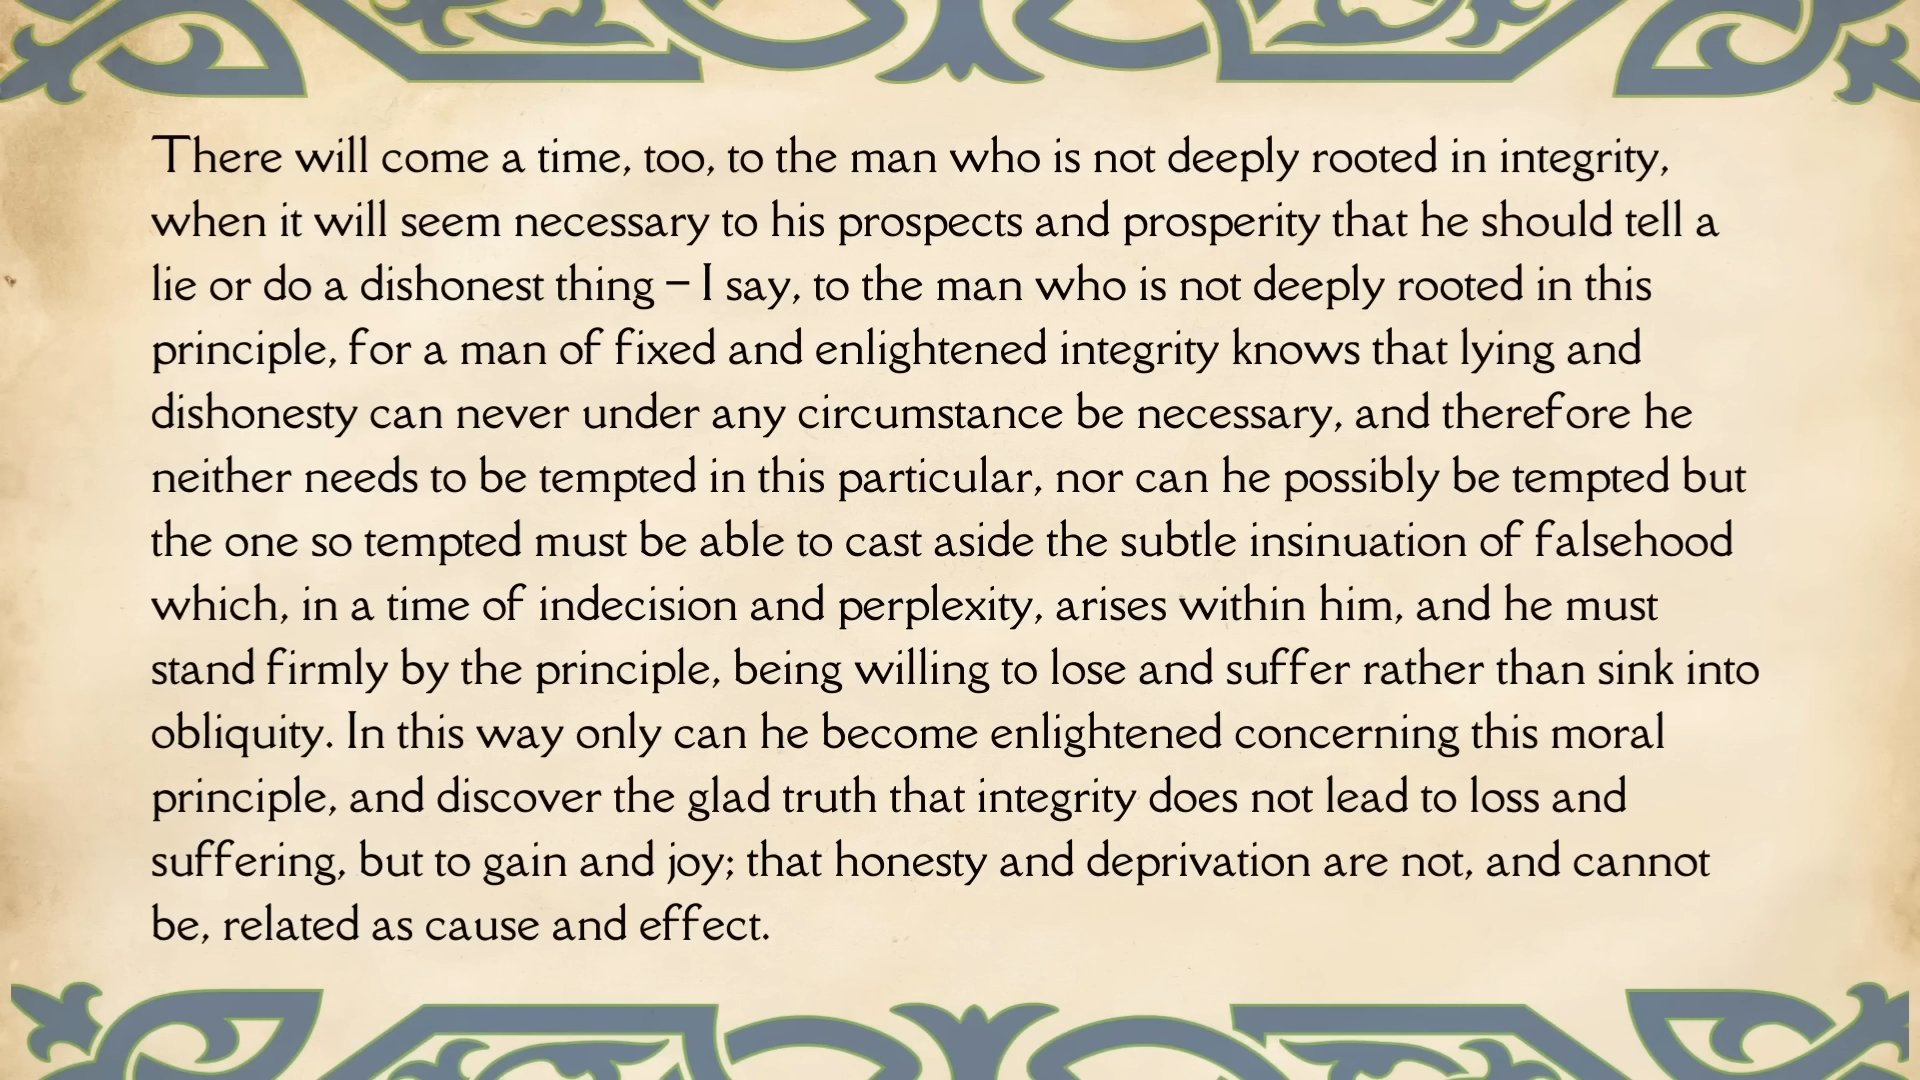 There will come a time, too, to the man who is not deeply rooted in integrity,
when it will seem necessary to his prospects and prosperity that he should tell a
lie or do a dishonest thing – I say, to the man who is not deeply rooted in this
principle, for a man of fixed and enlightened integrity knows that lying and
dishonesty can never under any circumstance be necessary, and therefore he
neither needs to be tempted in this particular, nor can he possibly be tempted but
the one so tempted must be able to cast aside the subtle insinuation of falsehood
which, in a time of indecision and perplexity, arises within him, and he must
stand firmly by the principle, being willing to lose and suffer rather than sink into
obliquity. In this way only can he become enlightened concerning this moral
principle, and discover the glad truth that integrity does not lead to loss and
suffering, but to gain and joy; that honesty and deprivation are not, and cannot
be, related as cause and effect.